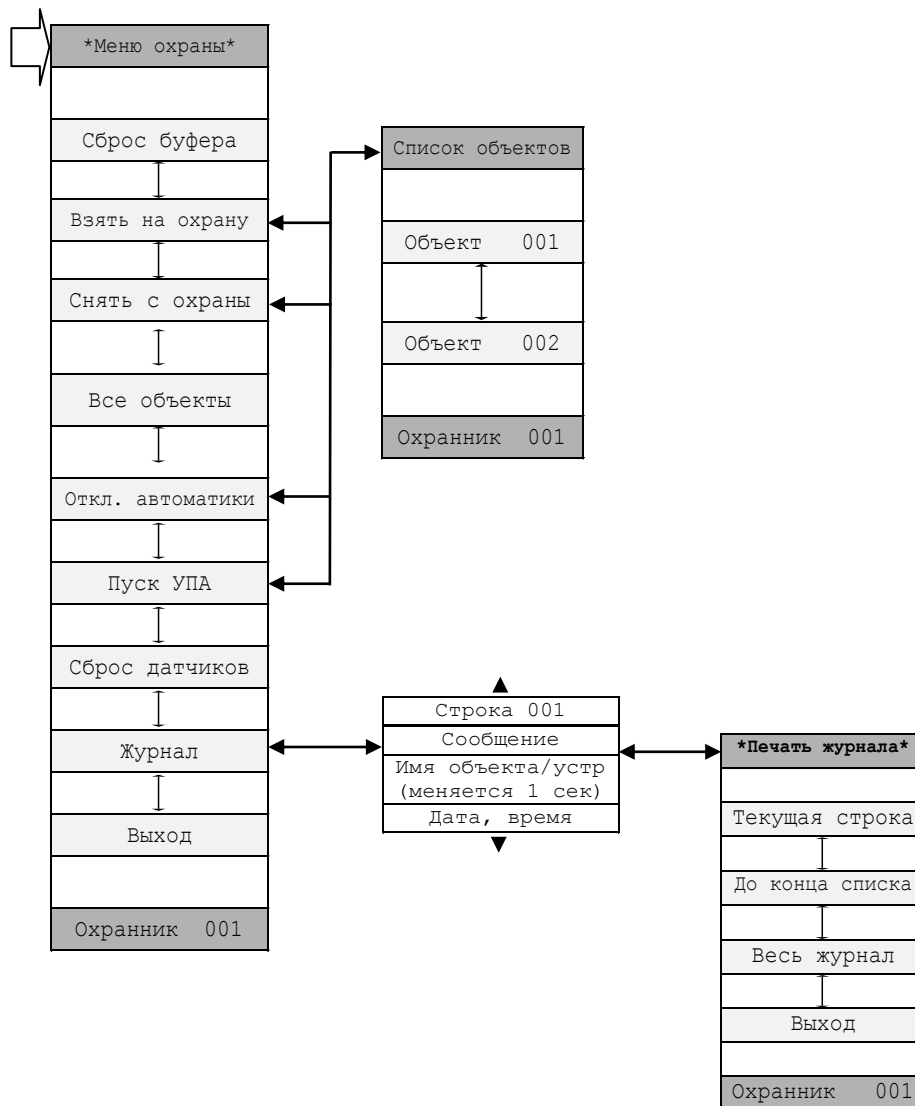 *Меню охраны*
Сброс буфера
Взять на охрану
Снять с охраны
Все объекты
Откл. автоматики
Пуск УПА
Сброс датчиков
Журнал
Выход
Охранник 001
Список объектов
Объект 001
Объект 002
Охранник 001
Строка 001
Сообщение
Имя объекта/устр
(меняется 1 сек)
Дата, время
*Печать журнала*
Текущая строка
До конца списка
Весь журнал
Выход
Охранник 001